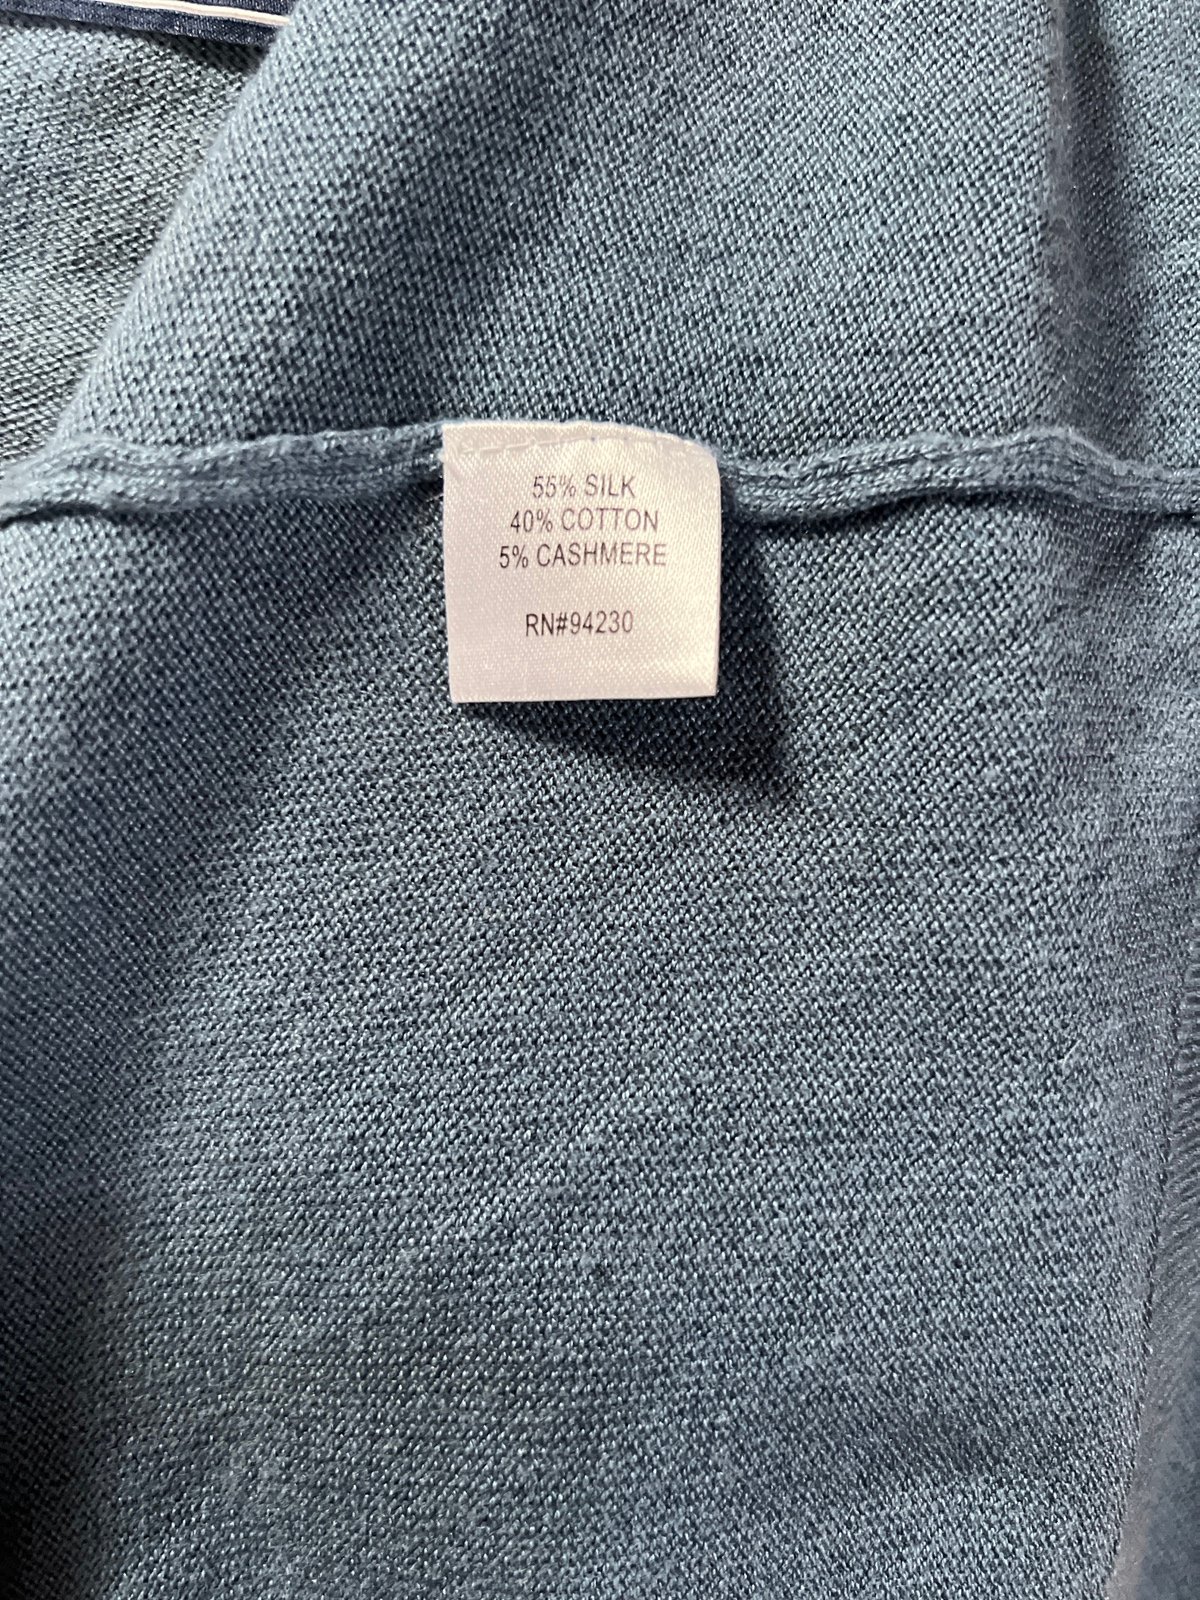 55% SILK
40% COTTON
5% CASHMERE
RN#94230